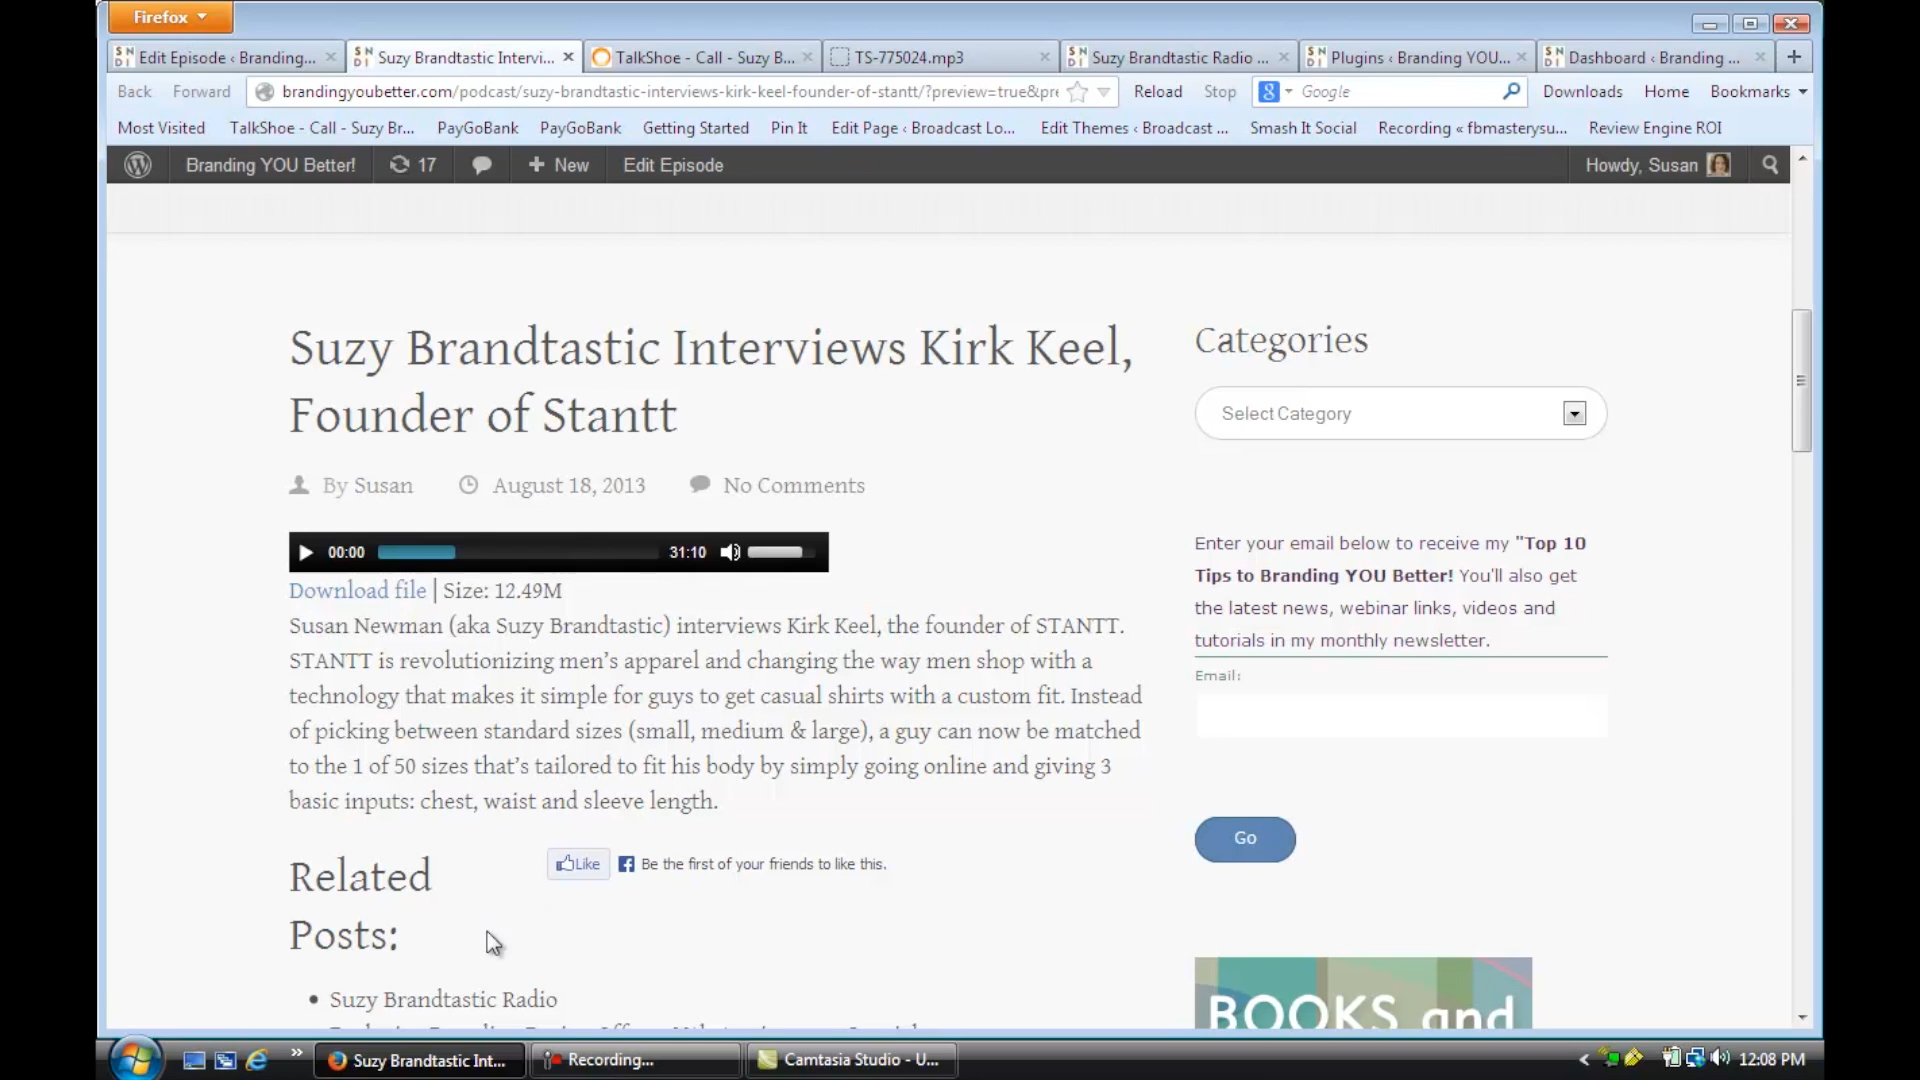 Firefox
Edit Episode ‹ Branding...
Suzy Brandtastic Intervi...
TalkShoe - Call - Suzy B...
TS-775024.mp3
Suzy Brandtastic Radio ...
Plugins ‹ Branding YOU...
Dashboard ‹ Branding ...
Back Forward brandingyoubetter.com/podcast/suzy-brandtastic-interviews-kirk-keel-founder-of-stantt/?preview=true&pre Reload Stop Google Downloads Home Bookmarks
Most Visited TalkShoe - Call - Suzy Br... PayGoBank PayGoBank Getting Started Pin It Edit Page ‹ Broadcast Lo... Edit Themes ‹ Broadcast ... Smash It Social Recording « fbmasterysu... Review Engine ROI
Branding YOU Better! 17 + New Edit Episode Howdy, Susan
Suzy Brandtastic Interviews Kirk Keel,
Founder of Stantt
By Susan August 18, 2013 No Comments
00:00 31:10
Download file | Size: 12.49M
Susan Newman (aka Suzy Brandtastic) interviews Kirk Keel, the founder of STANTT.
STANTT is revolutionizing men's apparel and changing the way men shop with a
technology that makes it simple for guys to get casual shirts with a custom fit. Instead
of picking between standard sizes (small, medium & large), a guy can now be matched
to the 1 of 50 sizes that's tailored to fit his body by simply going online and giving 3
basic inputs: chest, waist and sleeve length.
Like Be the first of your friends to like this.
Related
Posts:
• Suzy Brandtastic Radio
Categories
Select Category
Enter your email below to receive my "Top 10
Tips to Branding YOU Better! You'll also get
the latest news, webinar links, videos and
tutorials in my monthly newsletter.
Email:
Go
BOOKS and
Suzy Brandtastic Int...
Recording...
Camtasia Studio - U...
12:08 PM